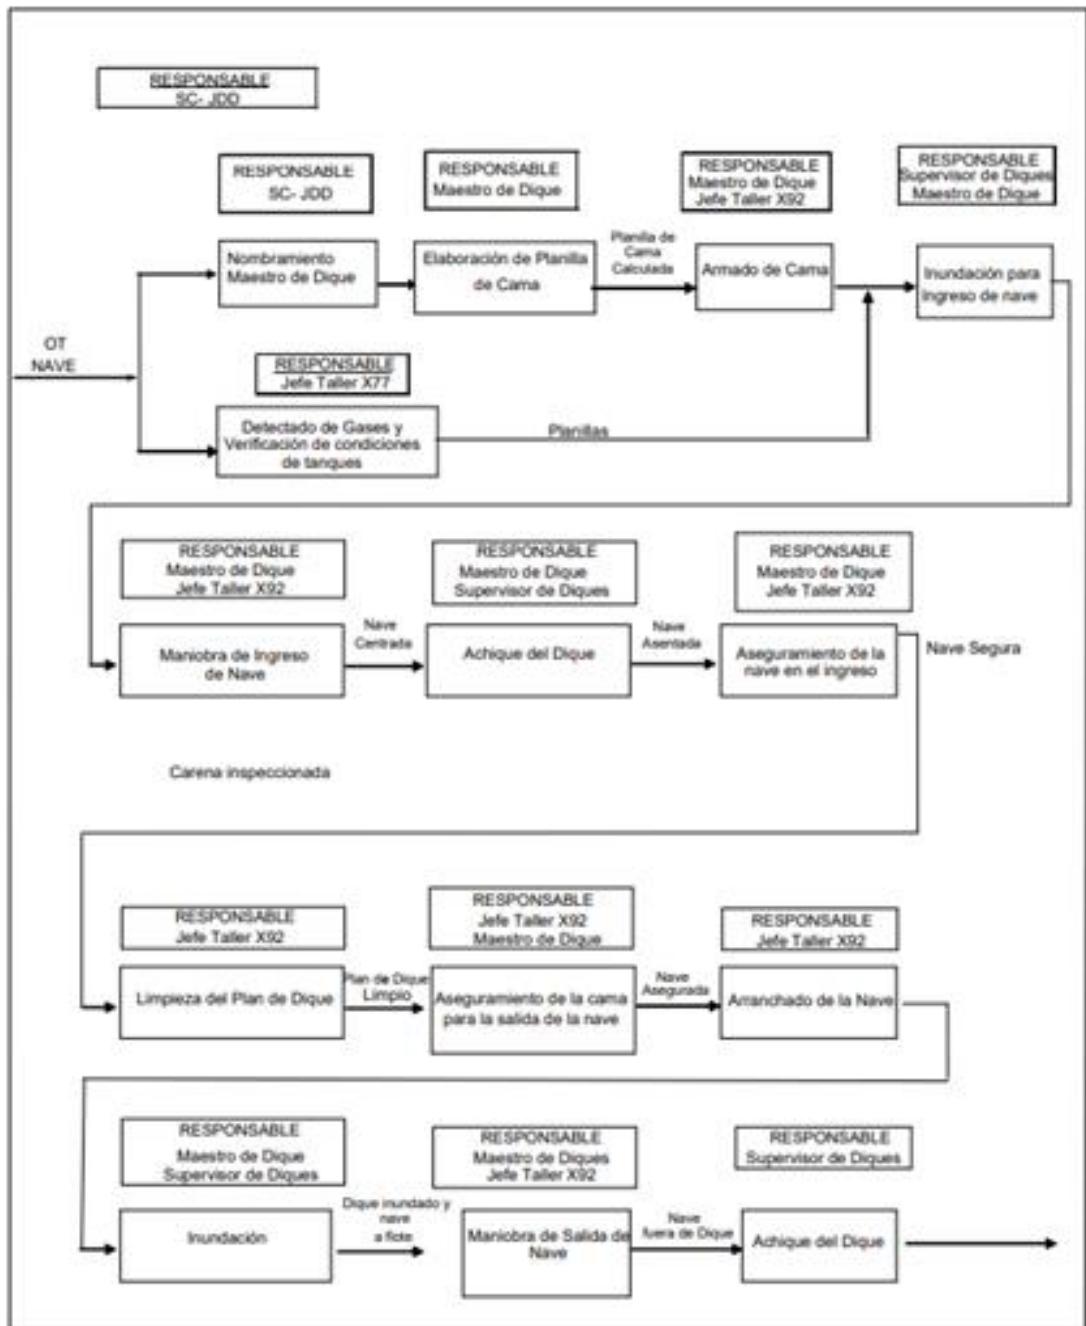 RESPONSABLE
SC- JDD
RESPONSABLE
SC- JDD
RESPONSABLE
Maestro de Dique
RESPONSABLE
Maestro de Dique
Jefe Taller X92
RESPONSABLE
Supervisor de Diques
Maestro de Dique
Nombramiento
Maestro de Dique
Elaboración de Planilla
de Cama
Planilla de
Cama
Calculada
Armado de Cama
Inundación para
Ingreso de nave
OT
NAVE
RESPONSABLE
Jefe Taller X77
Detectado de Gases y
Verificación de condiciones
de tanques
Planillas
RESPONSABLE
Maestro de Dique
Jefe Taller X92
RESPONSABLE
Maestro de Dique
Supervisor de Diques
RESPONSABLE
Maestro de Dique
Jefe Taller X92
Maniobra de Ingreso
de Nave
Nave
Centrada
Achique del Dique
Nave
Asentada
Aseguramiento de la
nave en el ingreso
Nave Segura
Carena inspeccionada
RESPONSABLE
Jefe Taller X92
RESPONSABLE
Jefe Taller X92
Maestro de Dique
RESPONSABLE
Jefe Taller X92
Limpieza del Plan de Dique
Plan de Dique
Limpio
Aseguramiento de la cama
para la salida de la nave
Nave
Asegurada
Arranchado de la Nave
RESPONSABLE
Maestro de Dique
Supervisor de Diques
RESPONSABLE
Maestro de Diques
Jefe Taller X92
RESPONSABLE
Supervisor de Diques
Inundación
Dique inundado y
nave
a flote
Maniobra de Salida de
Nave
Nave
fuera de Dique
Achique del Dique